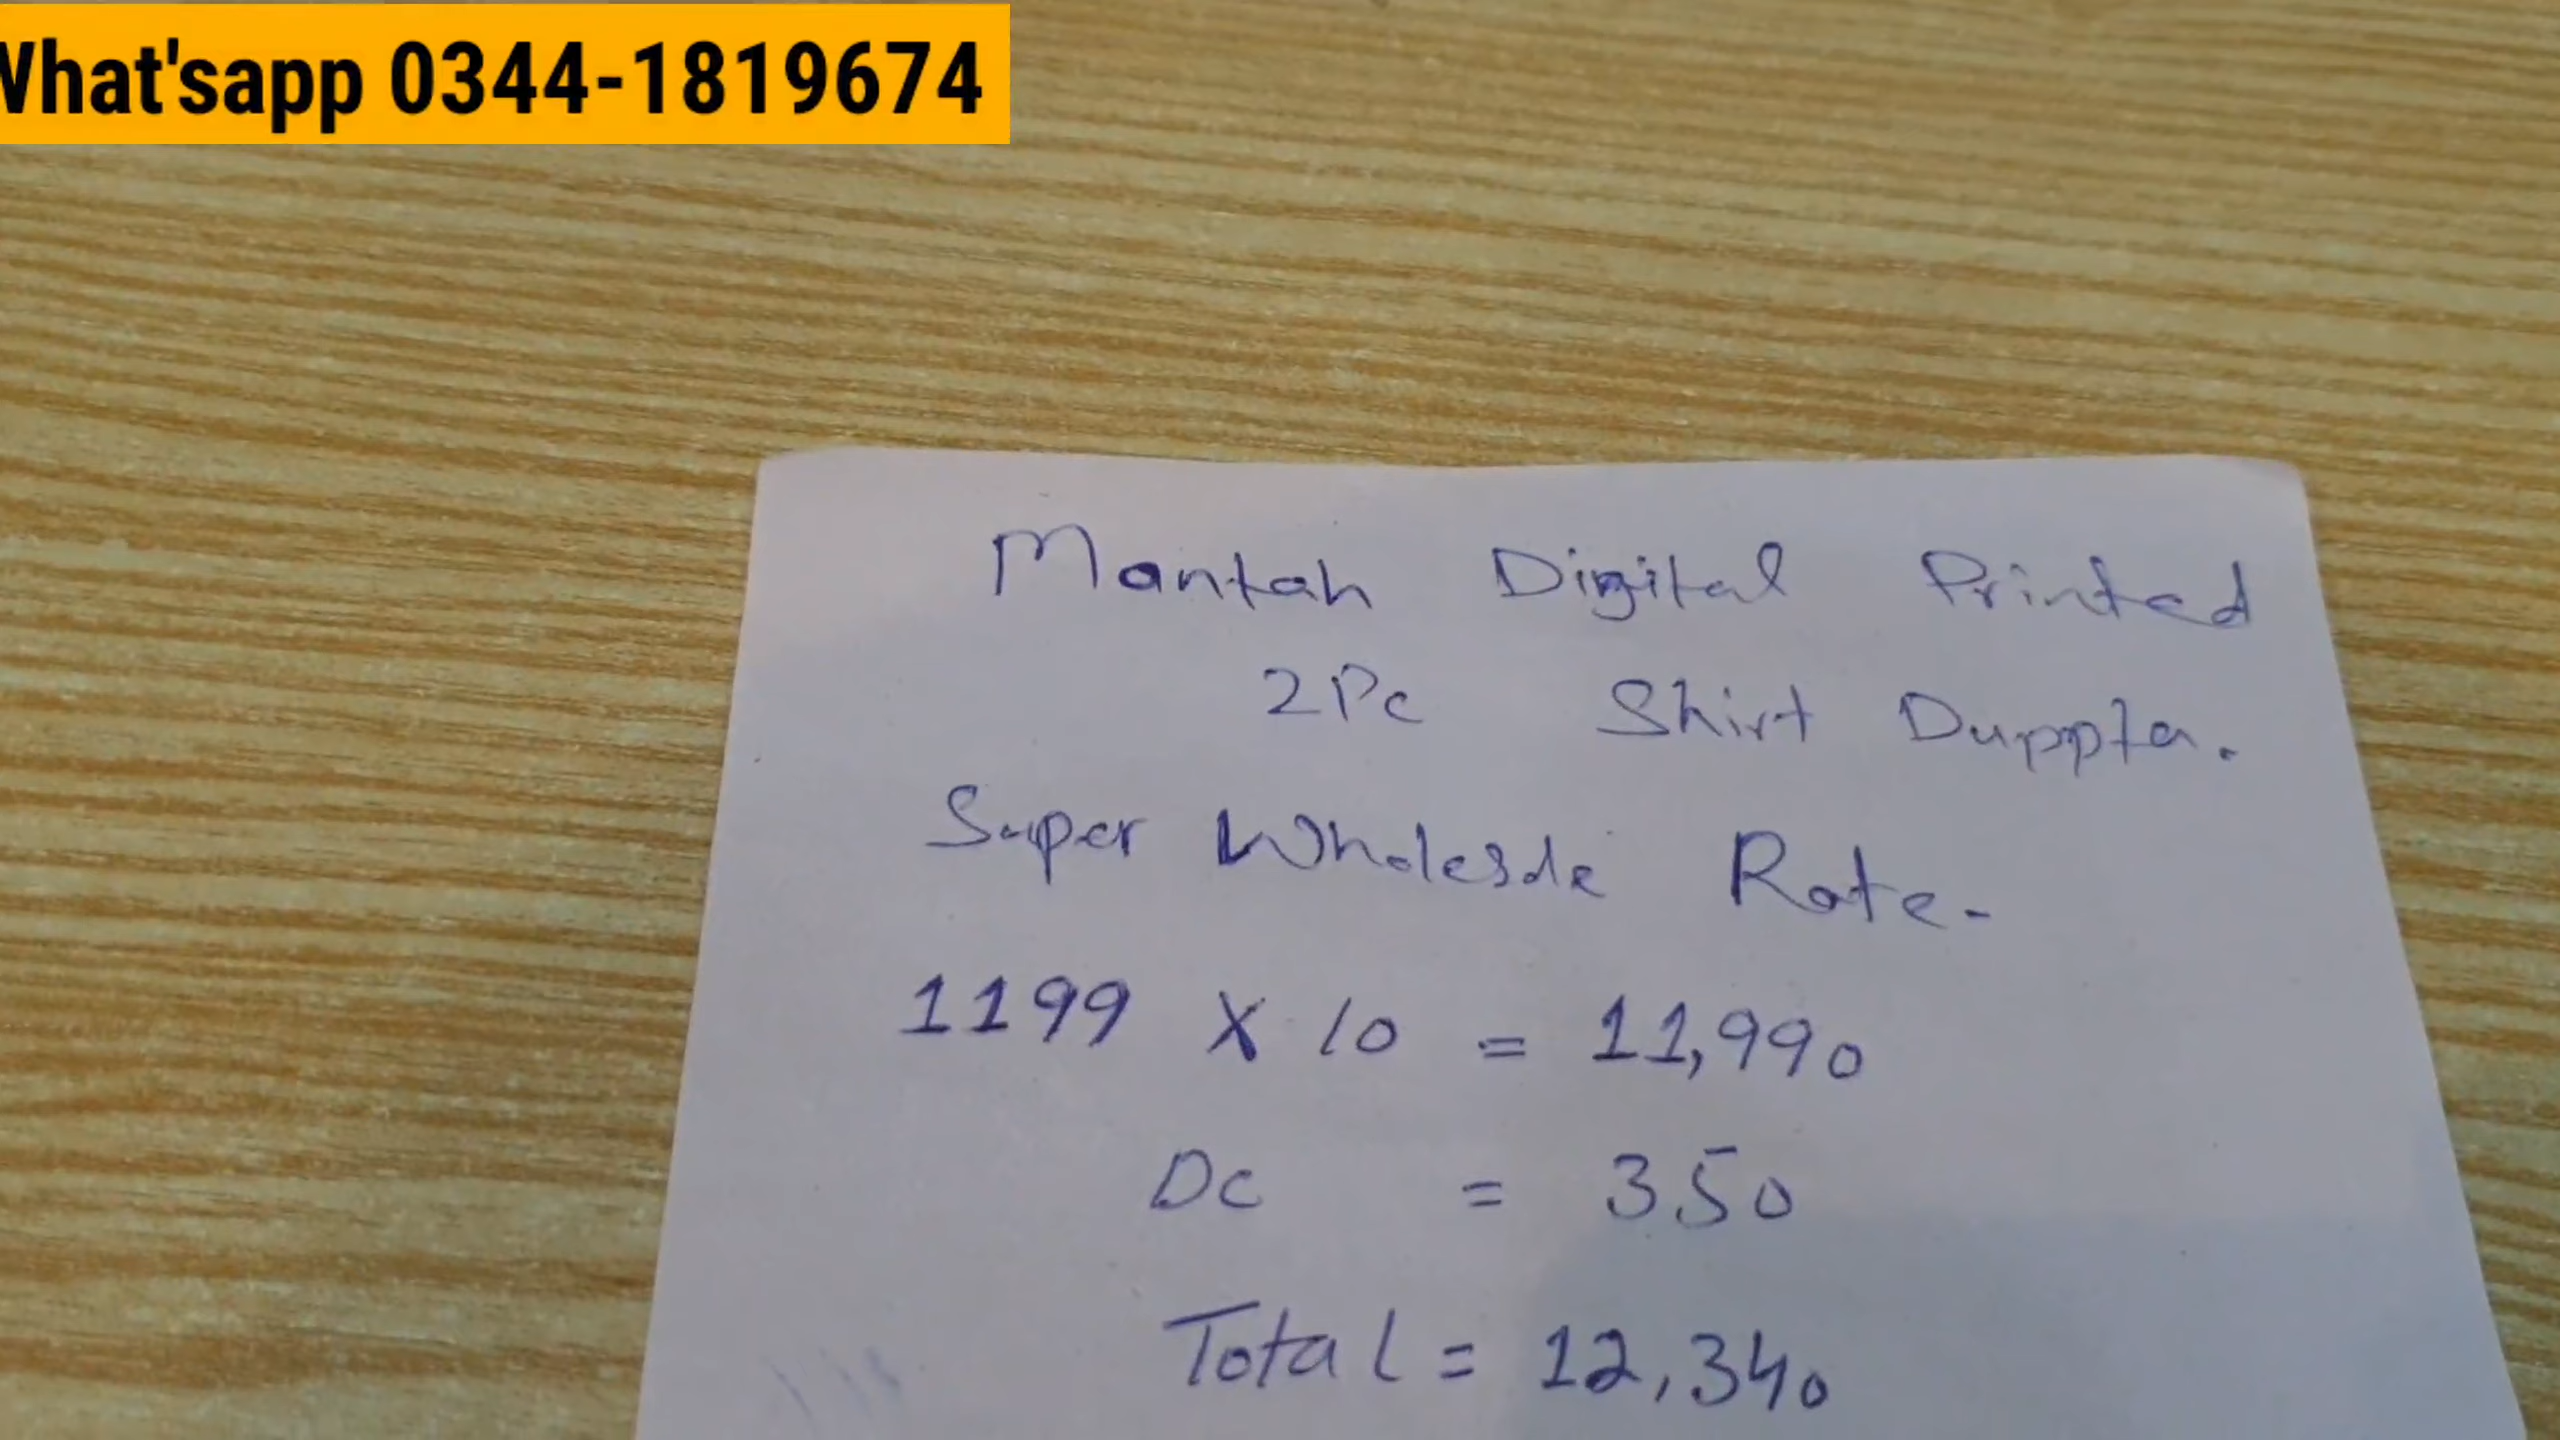 What'sapp 0344-1819674
Mantah Digital Printed
2Pc Shirt Duppta.
Super Wholesale Rate-
1199 X 10 = 11,990
Dc = 350
Total = 12,340